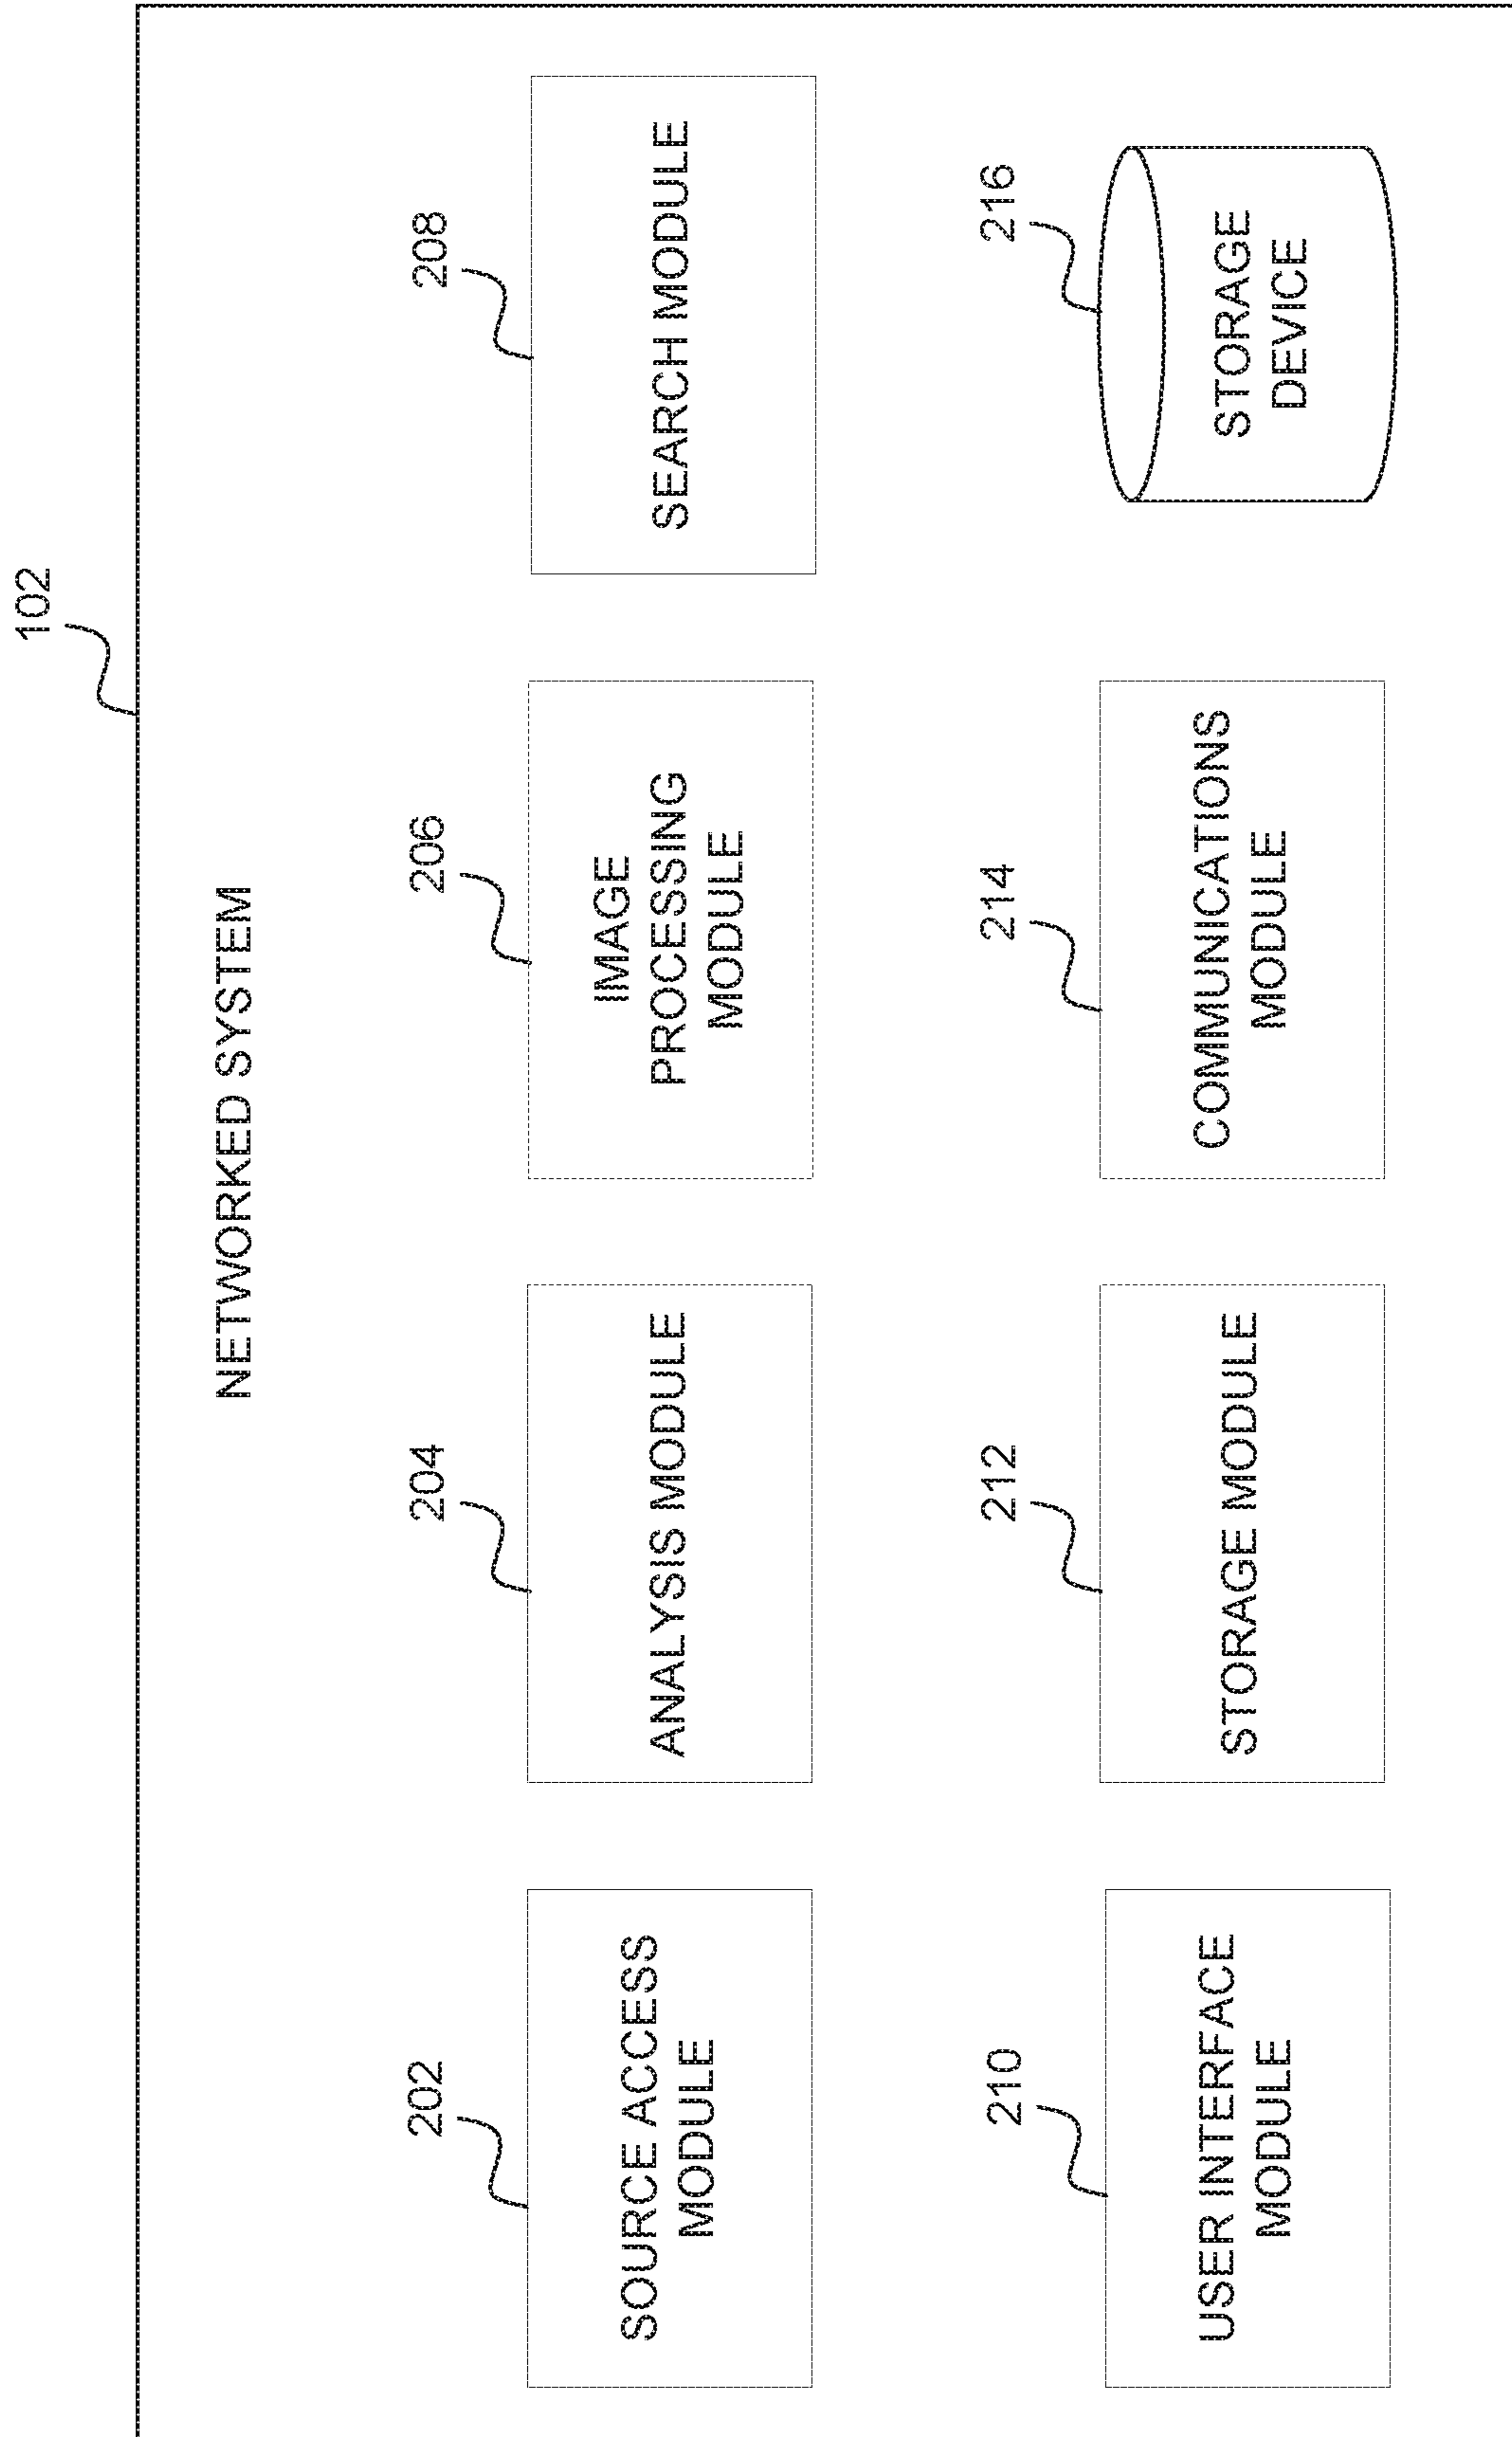 102
NETWORKED SYSTEM
202
SOURCE ACCESS
MODULE
204
ANALYSIS MODULE
206
IMAGE
PROCESSING
MODULE
208
SEARCH MODULE
210
USER INTERFACE
MODULE
212
STORAGE MODULE
214
COMMUNICATIONS
MODULE
216
STORAGE
DEVICE